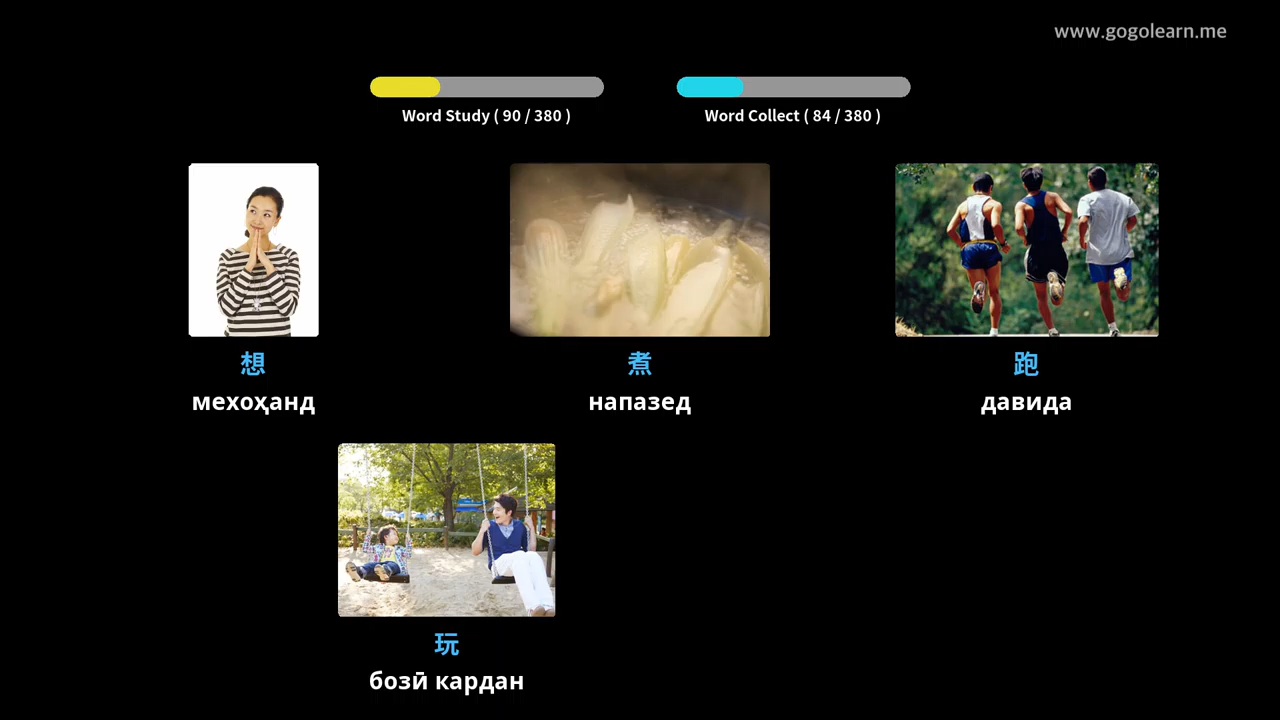 www.gogolearn.me
Word Study ( 90 / 380 )
Word Collect ( 84 / 380 )
想
мехоҳанд
煮
напазед
跑
давида
玩
бозӣ кардан